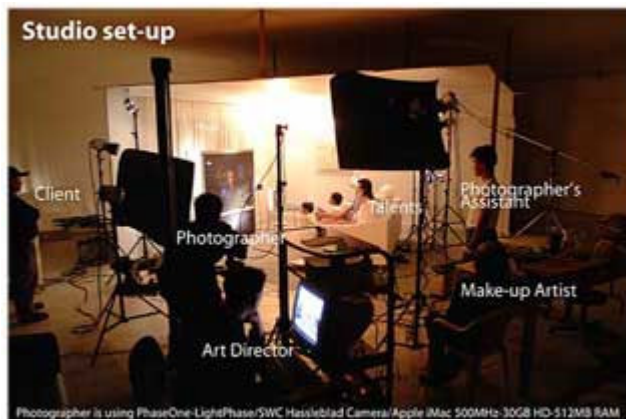 Studio set-up
Client
Photographer
Talents
Photographer's
Assistant
Make-up Artist
Art Director
Photographer is using PhaseOne-LightPhase/SWC Hassleblad Camera/Apple iMac 500MHz-30GB HD-512MB RAM